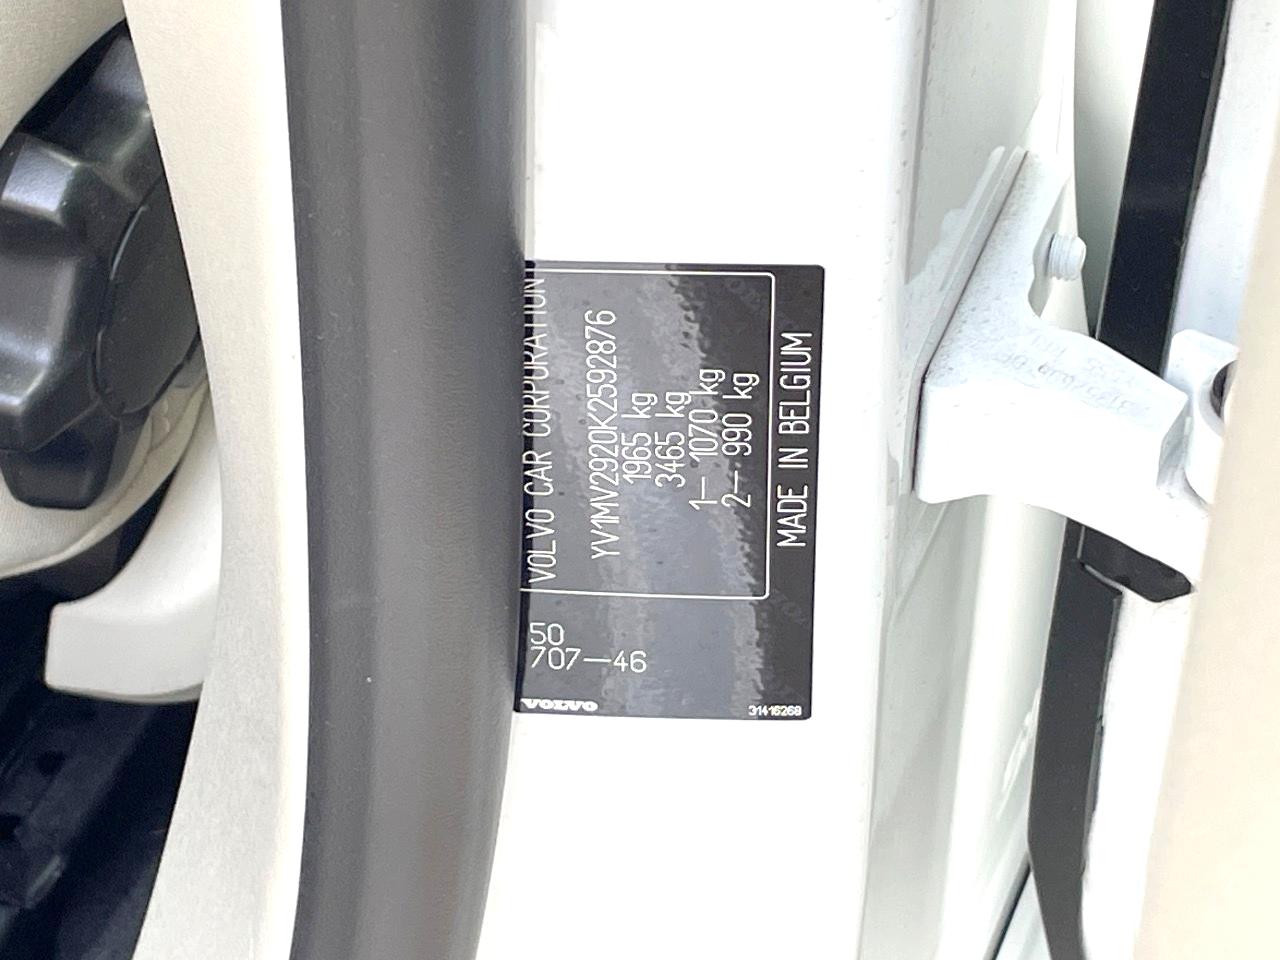 VOLVO CAR CORPORATION
YV1MV2920K2592876
1965 kg
3465 kg
1— 1070 kg
2— 990 kg
MADE IN BELGIUM
50
707—46
VOLVO
31416268